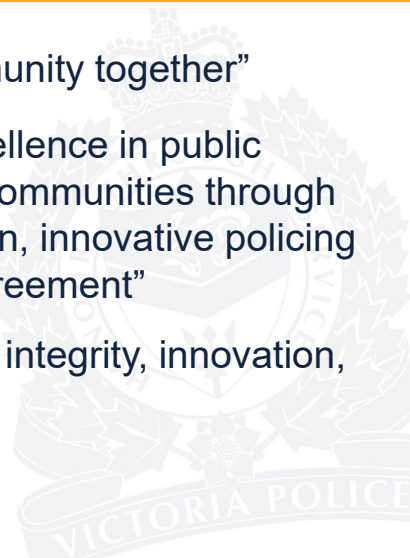 unity together”
ellence in public
ommunities through
n, innovative policing
reement”
integrity, innovation,
VICTORIA POLICE